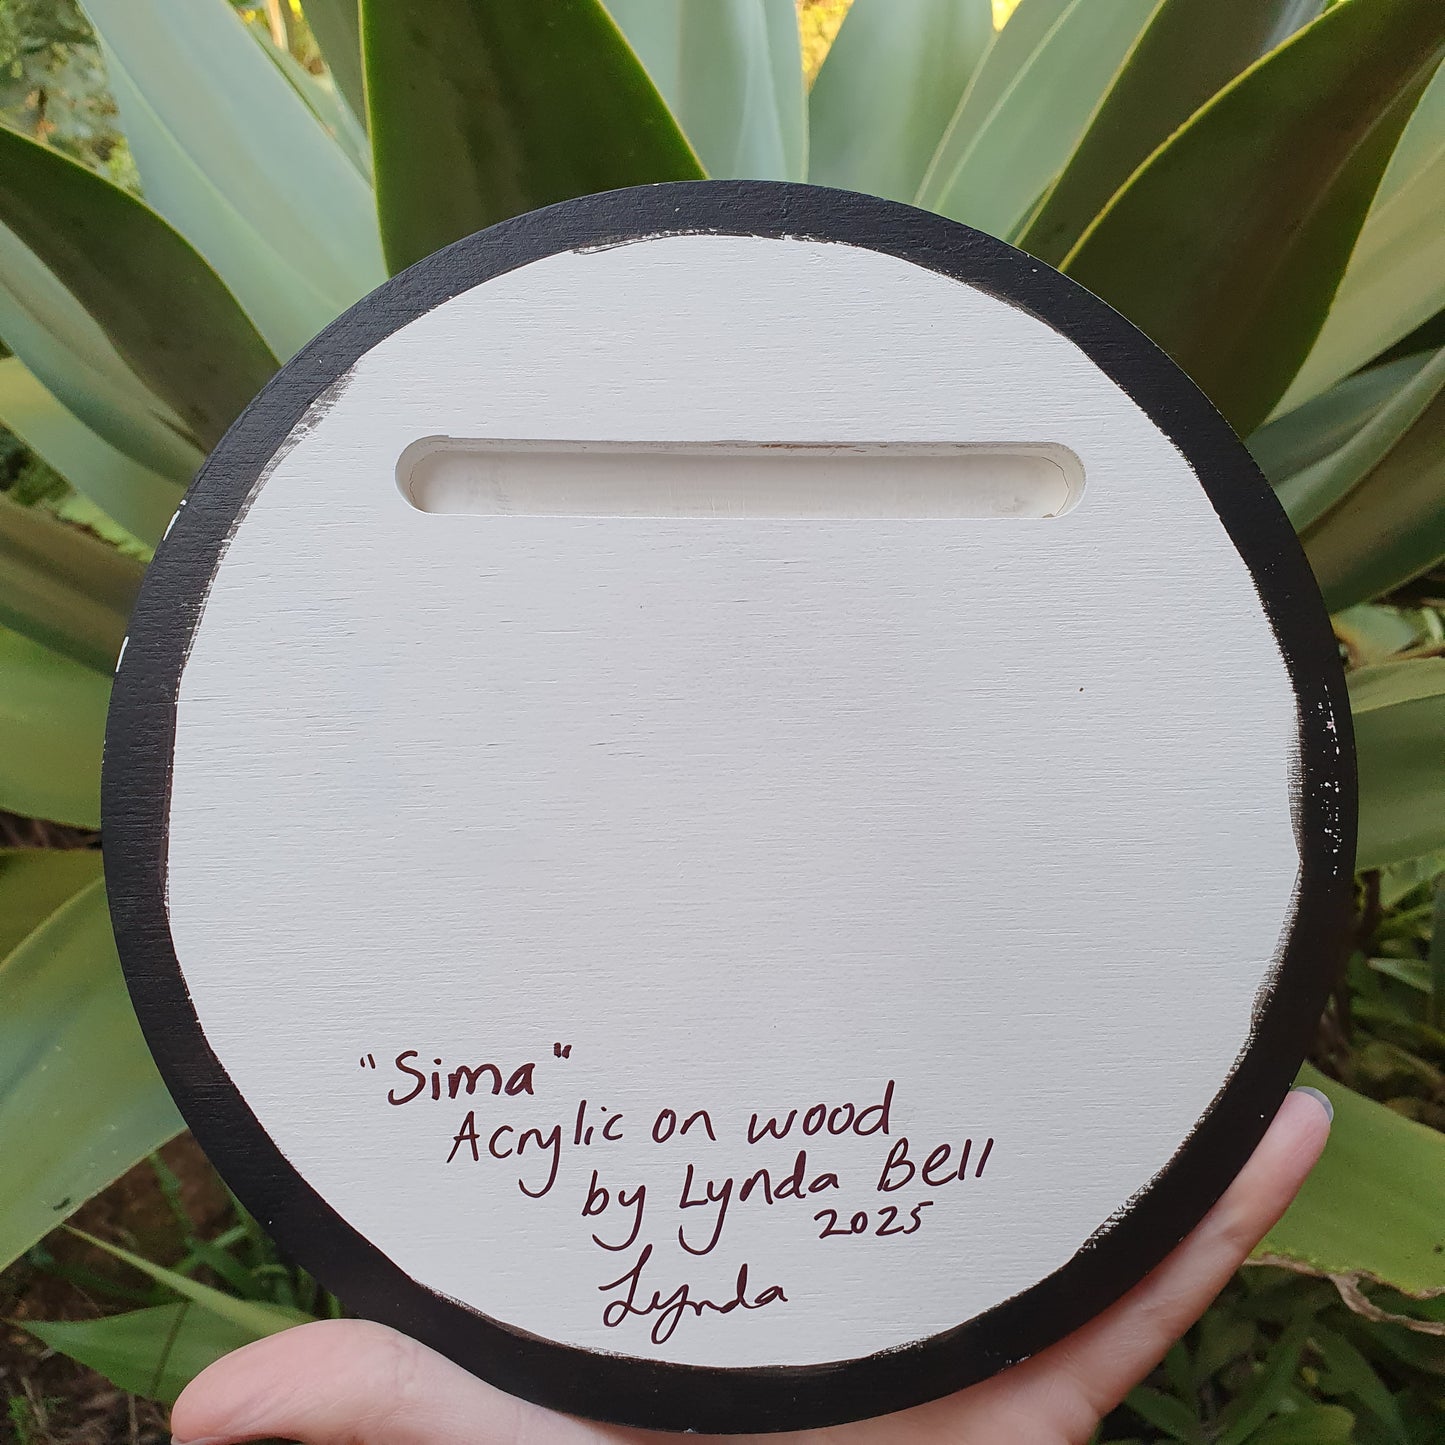 "Sima"
Acrylic on wood
by Lynda Bell
2025
Lynda